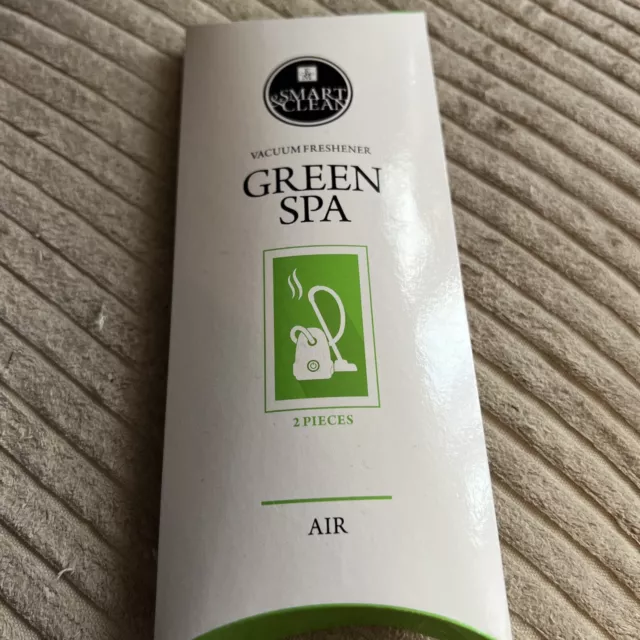 SMART
&CLEAN
VACUUM FRESHENER
GREEN
SPA
2 PIECES
AIR